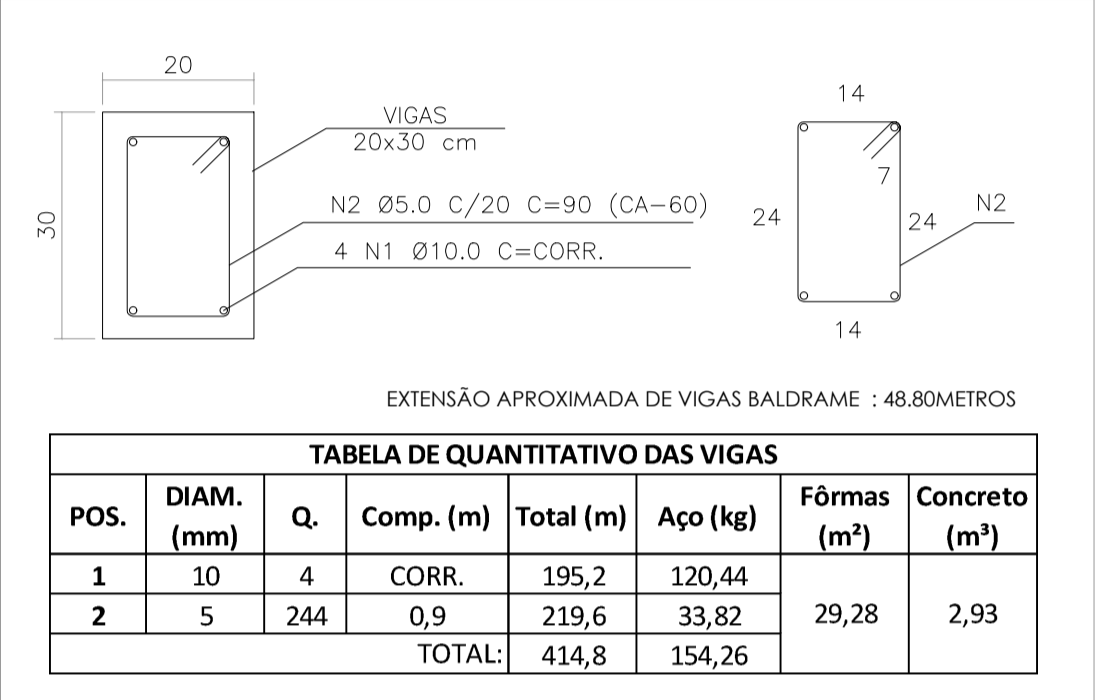 20
14
VIGAS
20x30 cm
7
30
N2 Ø5.0 C/20 C=90 (CA-60)
24
24
N2
4 N1 Ø10.0 C=CORR.
14
EXTENSÃO APROXIMADA DE VIGAS BALDRAME : 48.80METROS
TABELA DE QUANTITATIVO DAS VIGAS
POS. DIAM. (mm) Q. Comp. (m) Total (m) Aço (kg) Fôrmas (m²) Concreto (m³)
1 10 4 CORR. 195,2 120,44 29,28 2,93
2 5 244 0,9 219,6 33,82
TOTAL: 414,8 154,26